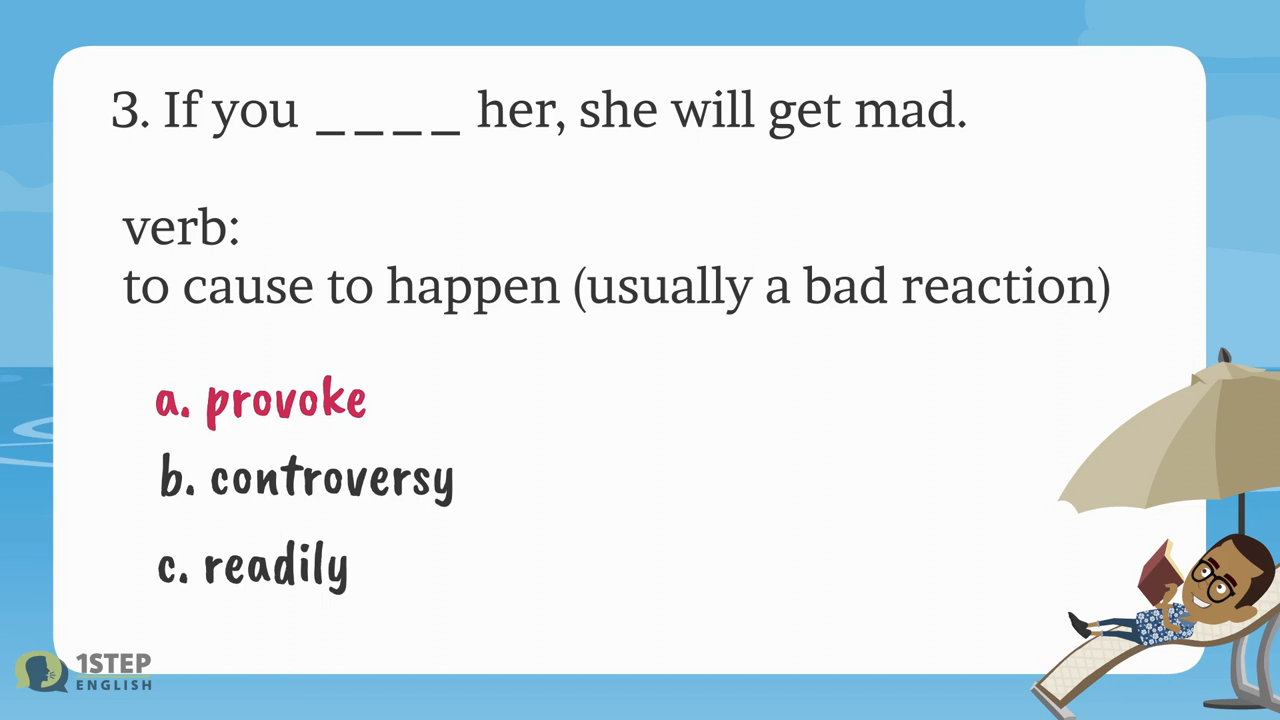 3. If you _ _ _ _ her, she will get mad.
verb:
to cause to happen (usually a bad reaction)
a. provoke
b. controversy
c. readily
1STEP
ENGLISH